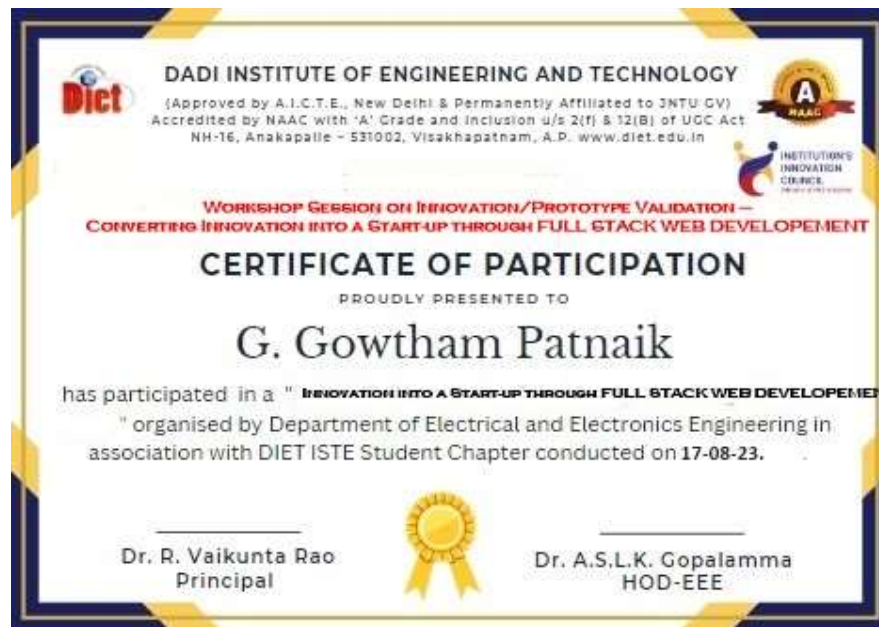 Diet
DADI INSTITUTE OF ENGINEERING AND TECHNOLOGY
(Approved by A.I.C.T.E., New Delhi & Permanently Affiliated to JNTU GV)
Accredited by NAAC with 'A' Grade and Inclusion u/s 2(f) & 12(B) of UGC Act
NH-16, Anakapalle – 531002, Visakhapatnam, A.P. www.diet.edu.in
A
NAAC
INSTITUTION'S
INNOVATION
COUNCIL
WORKSHOP SESSION ON INNOVATION/PROTOTYPE VALIDATION –
CONVERTING INNOVATION INTO A START-UP THROUGH FULL STACK WEB DEVELOPEMENT
CERTIFICATE OF PARTICIPATION
PROUDLY PRESENTED TO
G. Gowtham Patnaik
has participated in a " INNOVATION INTO A START-UP THROUGH FULL STACK WEB DEVELOPEMEN
" organised by Department of Electrical and Electronics Engineering in
association with DIET ISTE Student Chapter conducted on 17-08-23.
Dr. R. Vaikunta Rao
Principal
Dr. A.S.L.K. Gopalamma
HOD-EEE